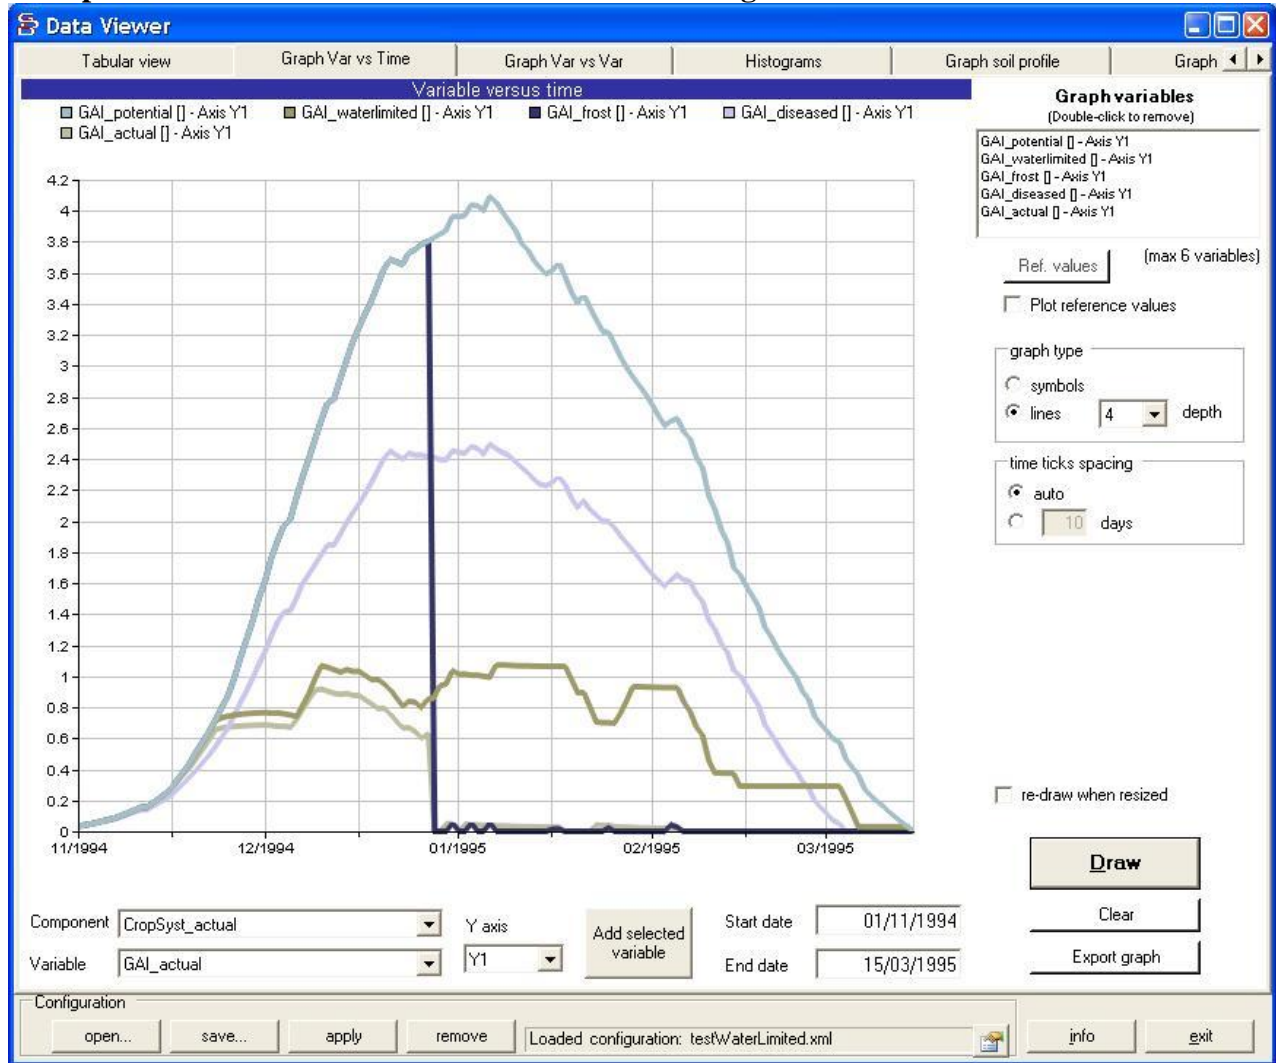 Data Viewer
Tabular view
Graph Var vs Time
Graph Var vs Var
Histograms
Graph soil profile
Graph
Variable versus time
GAI_potential [] - Axis Y1
GAI_waterlimited [] - Axis Y1
GAI_frost [] - Axis Y1
GAI_diseased [] - Axis Y1
GAI_actual [] - Axis Y1
4.2
4
3.8
3.6
3.4
3.2
3
2.8
2.6
2.4
2.2
2
1.8
1.6
1.4
1.2
1
0.8
0.6
0.4
0.2
0
11/1994
12/1994
01/1995
02/1995
03/1995
Graph variables
(Double-click to remove)
GAI_potential [] - Axis Y1
GAI_waterlimited [] - Axis Y1
GAI_frost [] - Axis Y1
GAI_diseased [] - Axis Y1
GAI_actual [] - Axis Y1
Ref. values
(max 6 variables)
Plot reference values
graph type
symbols
lines
4
depth
time ticks spacing
auto
10
days
re-draw when resized
Draw
Clear
Export graph
Component
CropSyst_actual
Variable
GAI_actual
Y axis
Y1
Add selected
variable
Start date
01/11/1994
End date
15/03/1995
Configuration
open...
save...
apply
remove
Loaded configuration: testWaterLimited.xml
info
exit